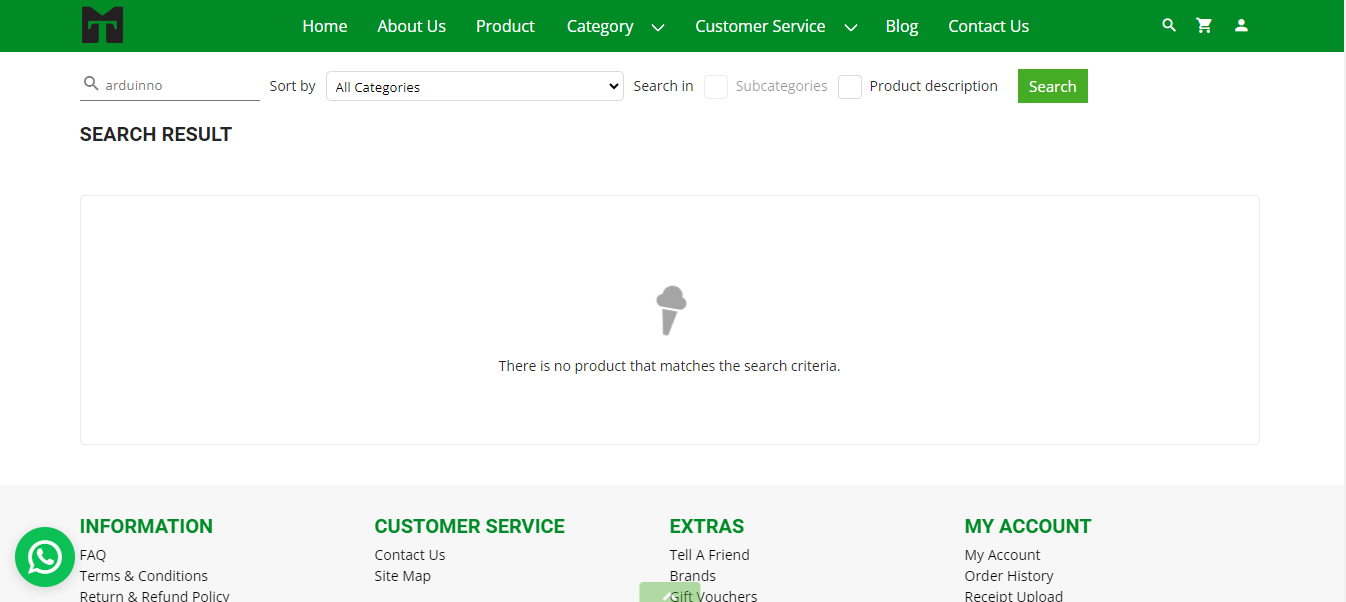 Home About Us Product Category Customer Service Blog Contact Us
arduinno Sort by All Categories Search in Subcategories Product description Search
SEARCH RESULT
There is no product that matches the search criteria.
INFORMATION CUSTOMER SERVICE EXTRAS MY ACCOUNT
FAQ Contact Us Tell A Friend My Account
Terms & Conditions Site Map Brands Order History
Return & Refund Policy Gift Vouchers Receipt Upload